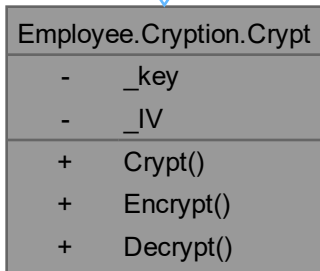 Employee.Cryption.Crypt
- _key
- _IV
+ Crypt()
+ Encrypt()
+ Decrypt()